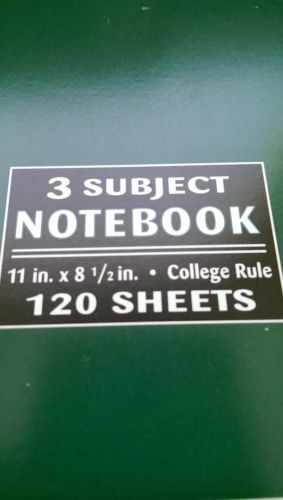 3 SUBJECT
NOTEBOOK
11 in. x 8 1/2 in. • College Rule
120 SHEETS